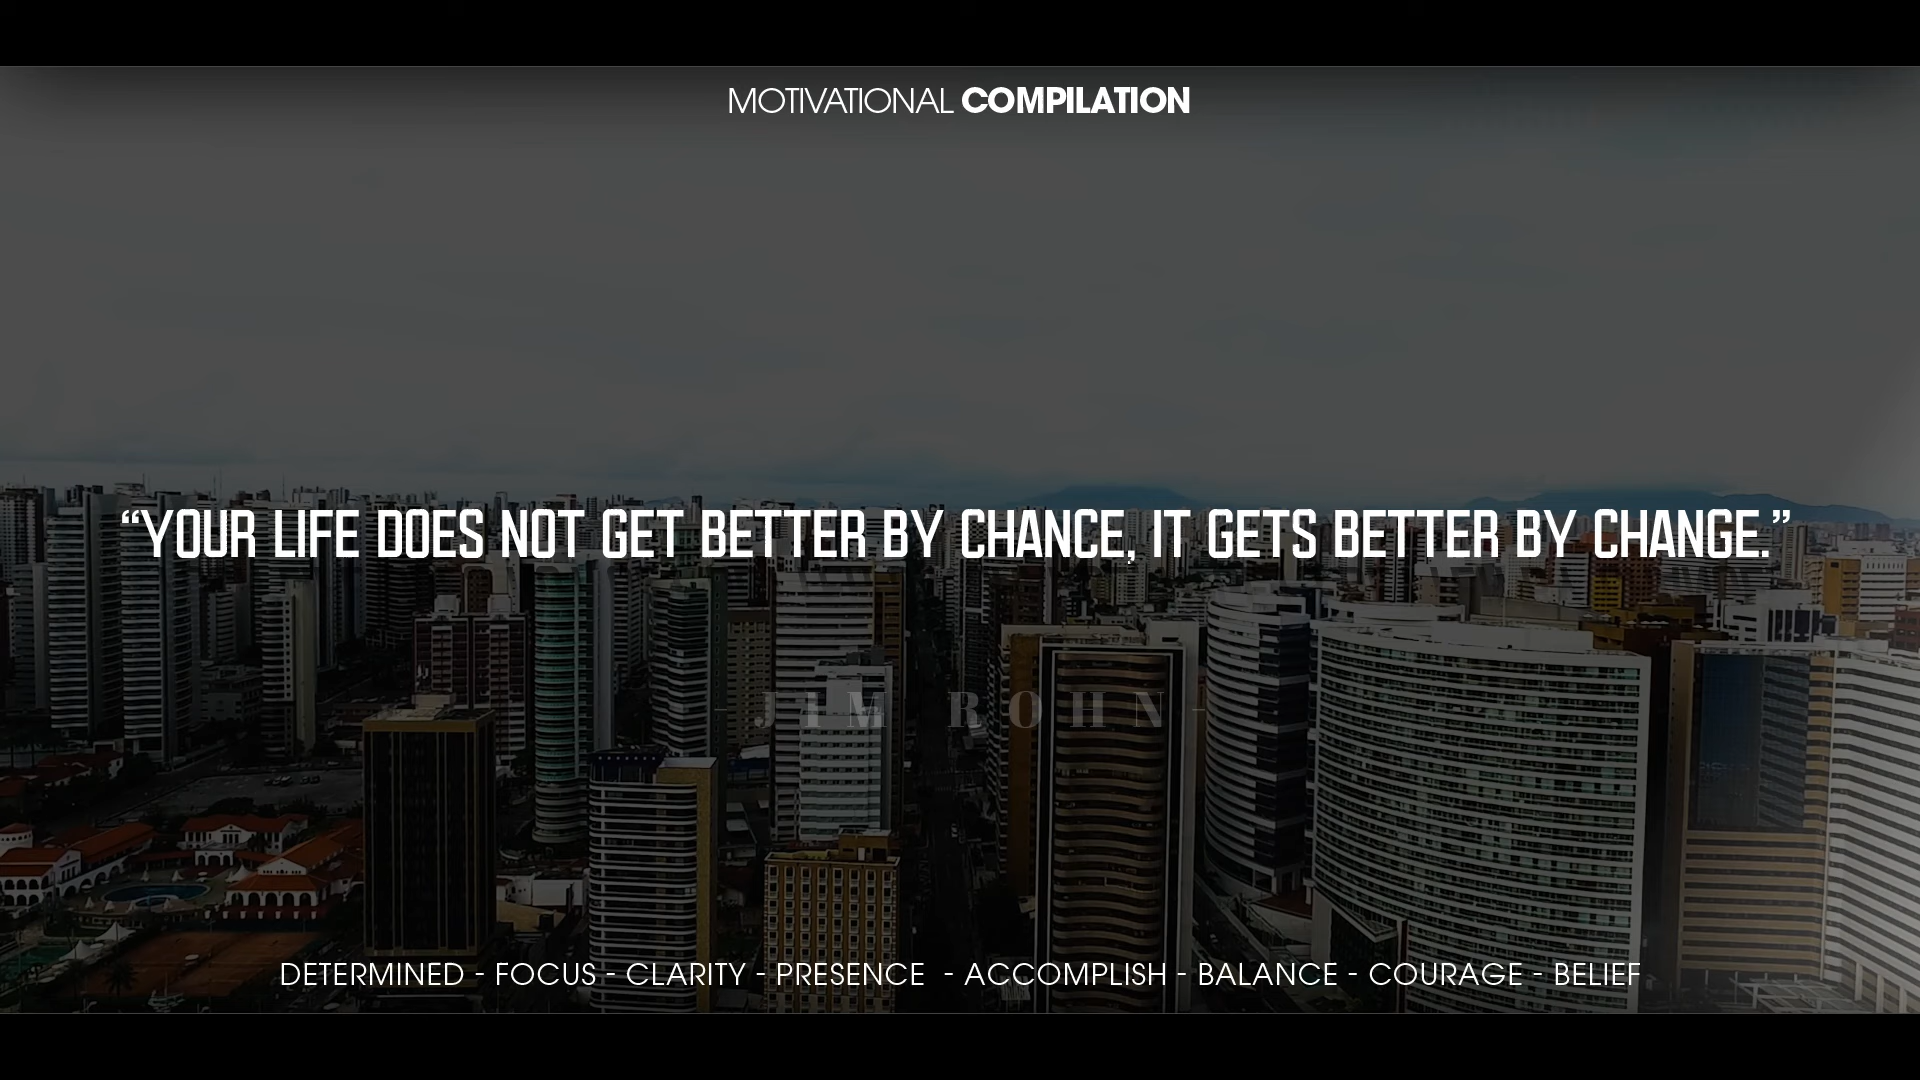 MOTIVATIONAL COMPILATION
“YOUR LIFE DOES NOT GET BETTER BY CHANCE, IT GETS BETTER BY CHANGE.”
- JIM ROHN -
DETERMINED - FOCUS - CLARITY - PRESENCE - ACCOMPLISH - BALANCE - COURAGE - BELIEF